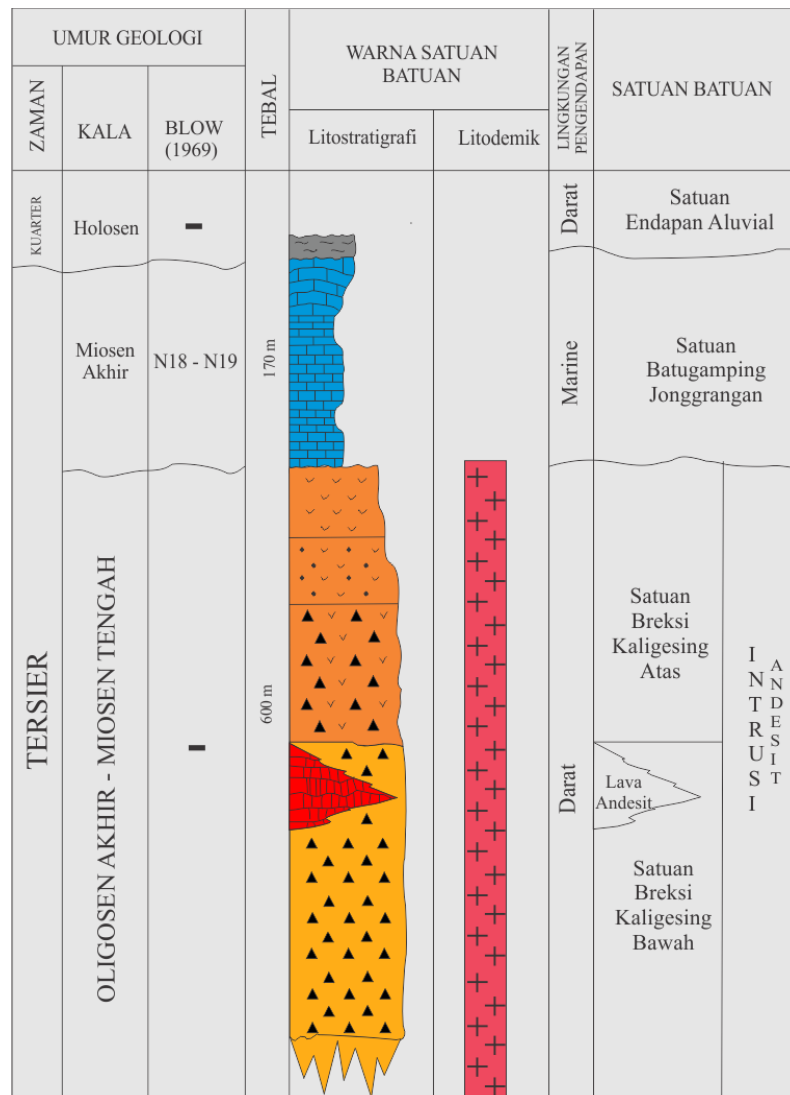 UMUR GEOLOGI
ZAMAN
KALA
BLOW
(1969)
TEBAL
WARNA SATUAN
BATUAN
Litostratigrafi
Litodemik
LINGKUNGAN
PENGENDAPAN
SATUAN BATUAN
KUARTER
Holosen
-
Darat
Satuan
Endapan Aluvial
TERSIER
Miosen
Akhir
N18 - N19
170 m
Marine
Satuan
Batugamping
Jonggrangan
OLIGOSEN AKHIR - MIOSEN TENGAH
-
600 m
Darat
Satuan
Breksi
Kaligesing
Atas
Lava
Andesit
Satuan
Breksi
Kaligesing
Bawah
INTRUSI
ANDESIT